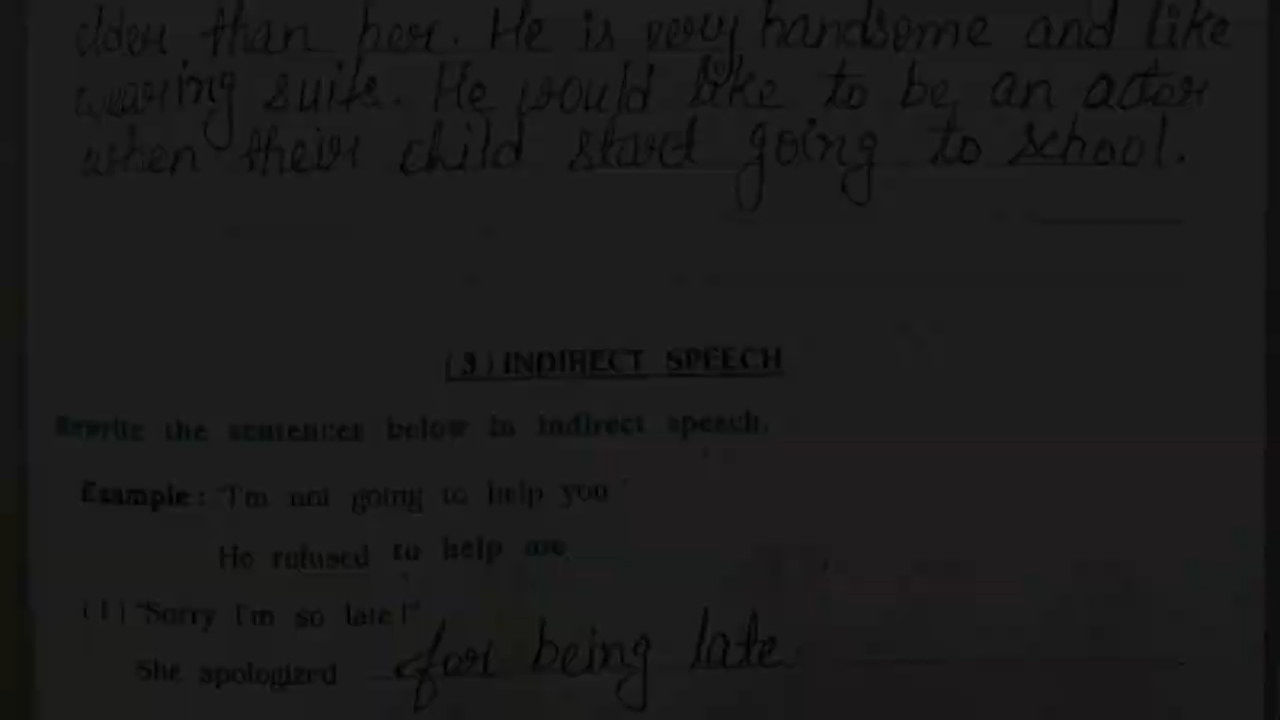 older than her. He is very handsome and like
wearing suits. He would like to be an actor
when their child start going to school.
(3) INDIRECT SPEECH
Rewrite the sentences below in indirect speech.
Example: "I'm not going to help you"
He refused to help me
(1) "Sorry I'm so late!"
She apologized for being late